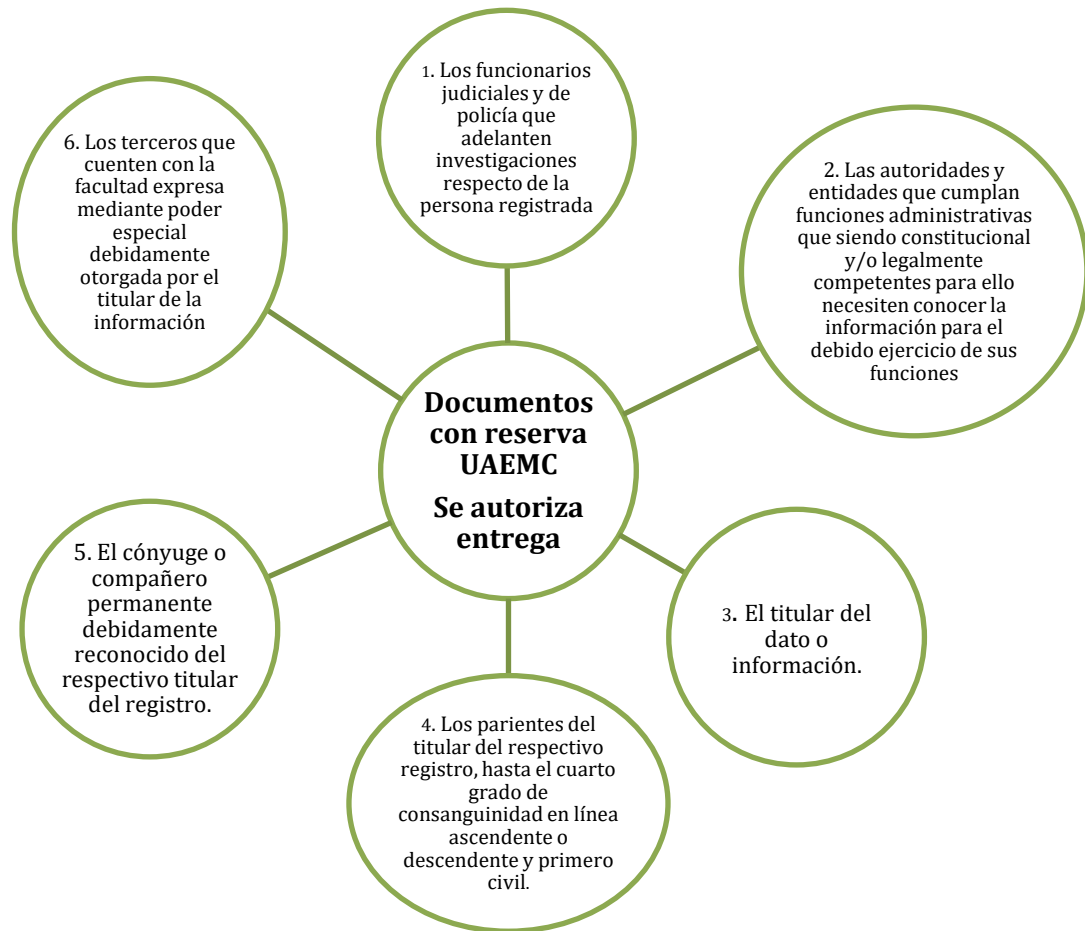 1. Los funcionarios
judiciales y de
policía que
adelanten
investigaciones
respecto de la
persona registrada
2. Las autoridades y
entidades que cumplan
funciones administrativas
que siendo constitucional
y/o legalmente
competentes para ello
necesiten conocer la
información para el
debido ejercicio de sus
funciones
3. El titular del
dato o
información.
4. Los parientes del
titular del respectivo
registro, hasta el cuarto
grado de
consanguinidad en línea
ascendente o
descendente y primero
civil.
5. El cónyuge o
compañero
permanente
debidamente
reconocido del
respectivo titular
del registro.
6. Los terceros que
cuenten con la
facultad expresa
mediante poder
especial
debidamente
otorgada por el
titular de la
información
Documentos
con reserva
UAEMC
Se autoriza
entrega